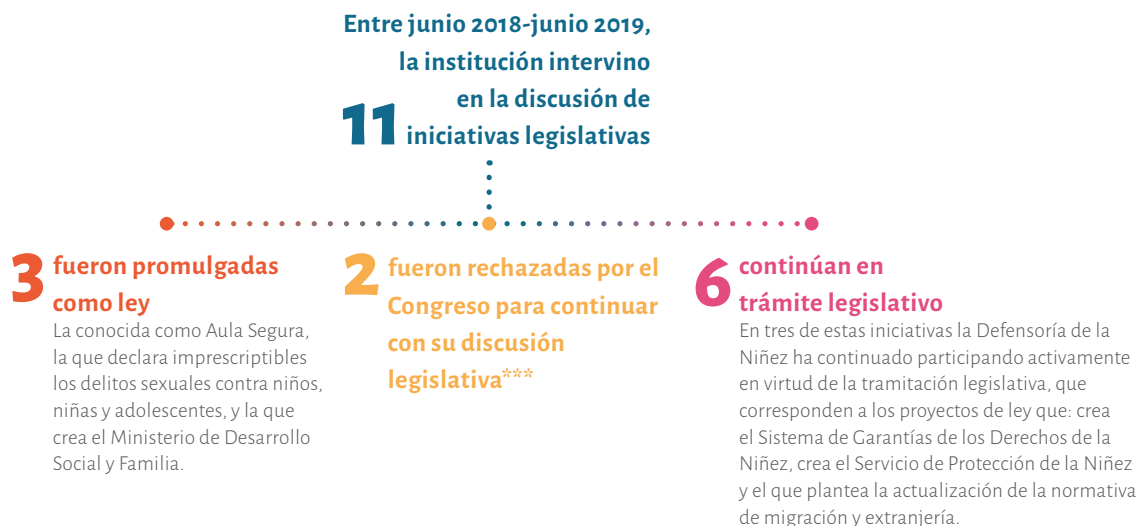 Entre junio 2018-junio 2019,
la institución intervino
en la discusión de
11 iniciativas legislativas
3 fueron promulgadas
como ley
La conocida como Aula Segura,
la que declara imprescriptibles
los delitos sexuales contra niños,
niñas y adolescentes, y la que
crea el Ministerio de Desarrollo
Social y Familia.
2 fueron rechazadas por el
Congreso para continuar
con su discusión
legislativa***
6 continúan en
trámite legislativo
En tres de estas iniciativas la Defensoría de la
Niñez ha continuado participando activamente
en virtud de la tramitación legislativa, que
corresponden a los proyectos de ley que: crea
el Sistema de Garantías de los Derechos de la
Niñez, crea el Servicio de Protección de la Niñez
y el que plantea la actualización de la normativa
de migración y extranjería.